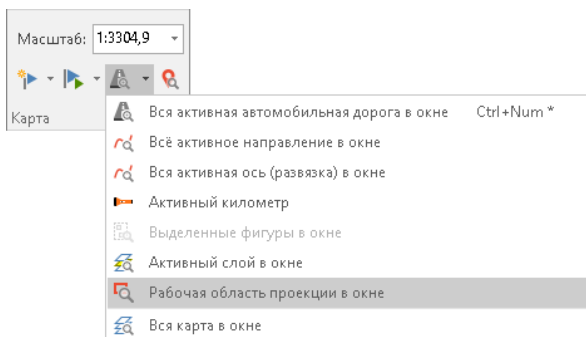 Масштаб: 1:3304,9
Карта
Вся активная автомобильная дорога в окне Ctrl+Num *
Всё активное направление в окне
Вся активная ось (развязка) в окне
Активный километр
Выделенные фигуры в окне
Активный слой в окне
Рабочая область проекции в окне
Вся карта в окне